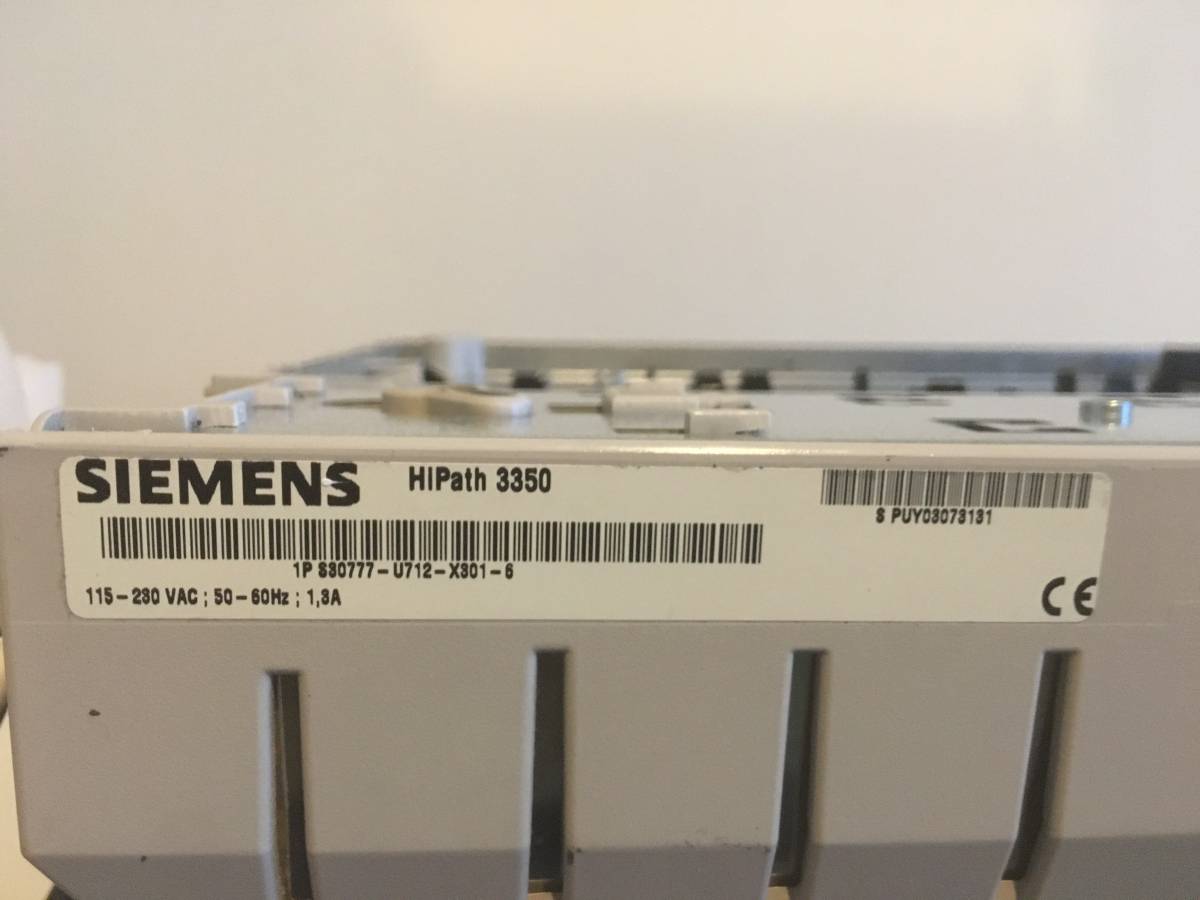 SIEMENS HIPath 3350
S PUY03073131
1P S30777-U712-X301-6
115-230 VAC ; 50-60Hz ; 1,3A
CE